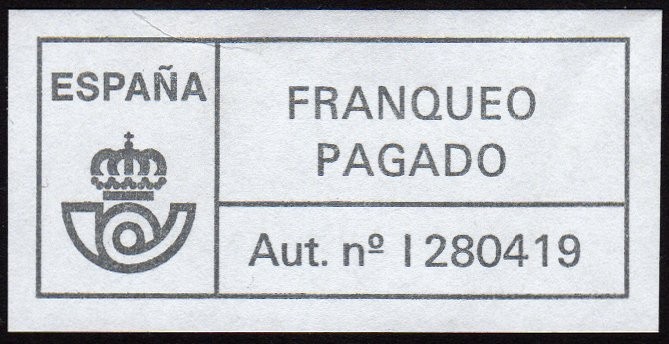 ESPAÑA
FRANQUEO
PAGADO
Aut. nº I 280419